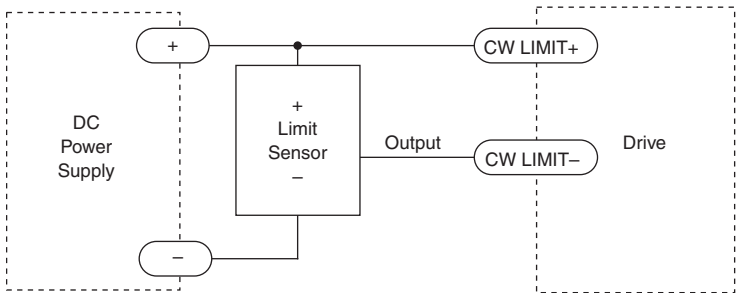 +
CW LIMIT+
DC
Power
Supply
+
Limit
Sensor
–
Output
CW LIMIT–
Drive
–